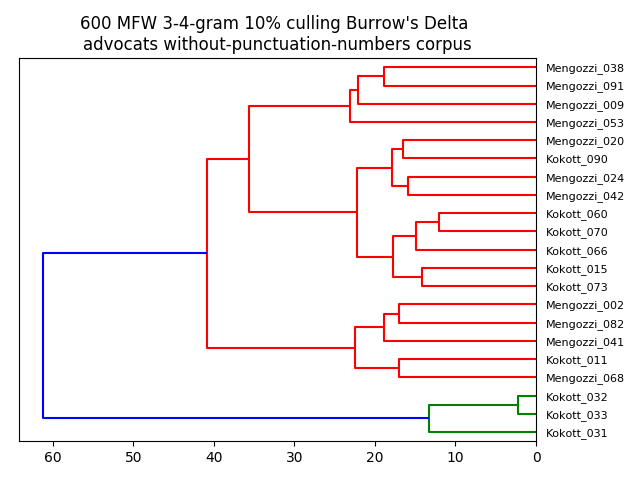 600 MFW 3-4-gram 10% culling Burrow's Delta
advocats without-punctuation-numbers corpus
Mengozzi_038
Mengozzi_091
Mengozzi_009
Mengozzi_053
Mengozzi_020
Kokott_090
Mengozzi_024
Mengozzi_042
Kokott_060
Kokott_070
Kokott_066
Kokott_015
Kokott_073
Mengozzi_002
Mengozzi_082
Mengozzi_041
Kokott_011
Mengozzi_068
Kokott_032
Kokott_033
Kokott_031
60 50 40 30 20 10 0